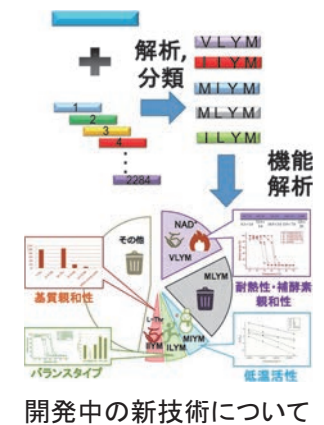 解析,
分類
VLYM
LIYM
MIYM
MLYM
ILYM
1
2
3
4
2284
機能
解析
その他
NAD⁺
VLYM
MLYM
MIYM
ILYM
L-Thr
基質親和性
耐熱性・補酵素
親和性
バランスタイプ
低温活性
開発中の新技術について